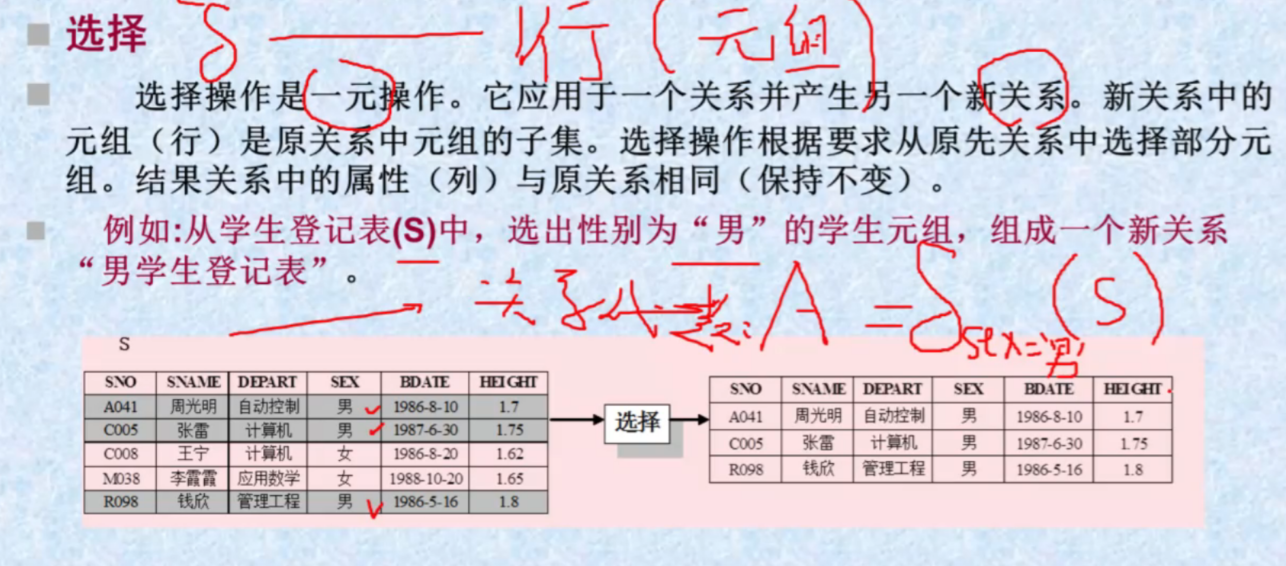 选择
δ —— 行(元组)
选择操作是一元操作。它应用于一个关系并产生另一个新关系。新关系中的
元组(行)是原关系中元组的子集。选择操作根据要求从原先关系中选择部分元
组。结果关系中的属性(列)与原关系相同(保持不变)。
例如:从学生登记表(S)中,选出性别为“男”的学生元组,组成一个新关系
“男学生登记表”。
关系代数: A = δ sex='男' (S)
S
SNO SNAME DEPART SEX BDATE HEIGHT
A041 周光明 自动控制 男 1986-8-10 1.7
C005 张雷 计算机 男 1987-6-30 1.75
C008 王宁 计算机 女 1986-8-20 1.62
M038 李霞霞 应用数学 女 1988-10-20 1.65
R098 钱欣 管理工程 男 1986-5-16 1.8
选择
SNO SNAME DEPART SEX BDATE HEIGHT
A041 周光明 自动控制 男 1986-8-10 1.7
C005 张雷 计算机 男 1987-6-30 1.75
R098 钱欣 管理工程 男 1986-5-16 1.8